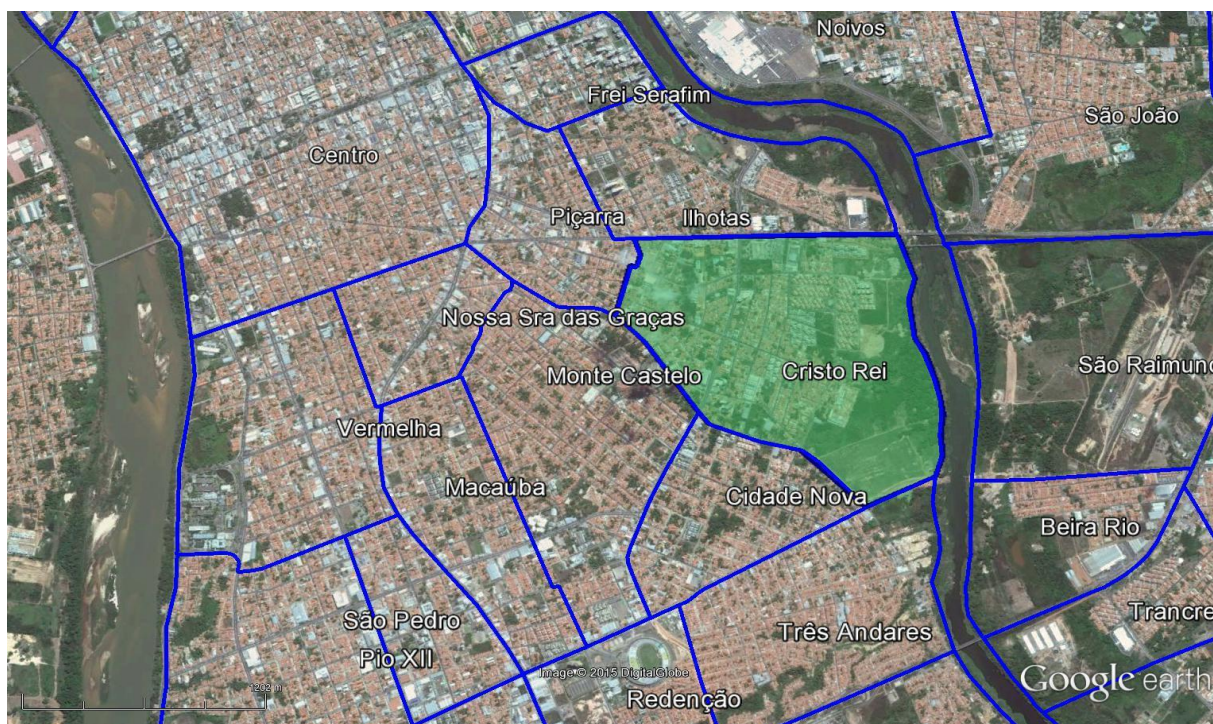 Noivos
Frei Serafim
São João
Centro
Piçarra
Ilhotas
Nossa Sra das Graças
Monte Castelo
Cristo Rei
São Raimund
Vermelha
Macaúba
Cidade Nova
Beira Rio
São Pedro
Trancre
Três Andares
Pio XII
Image © 2015 DigitalGlobe
1202 m
Redenção
Google earth